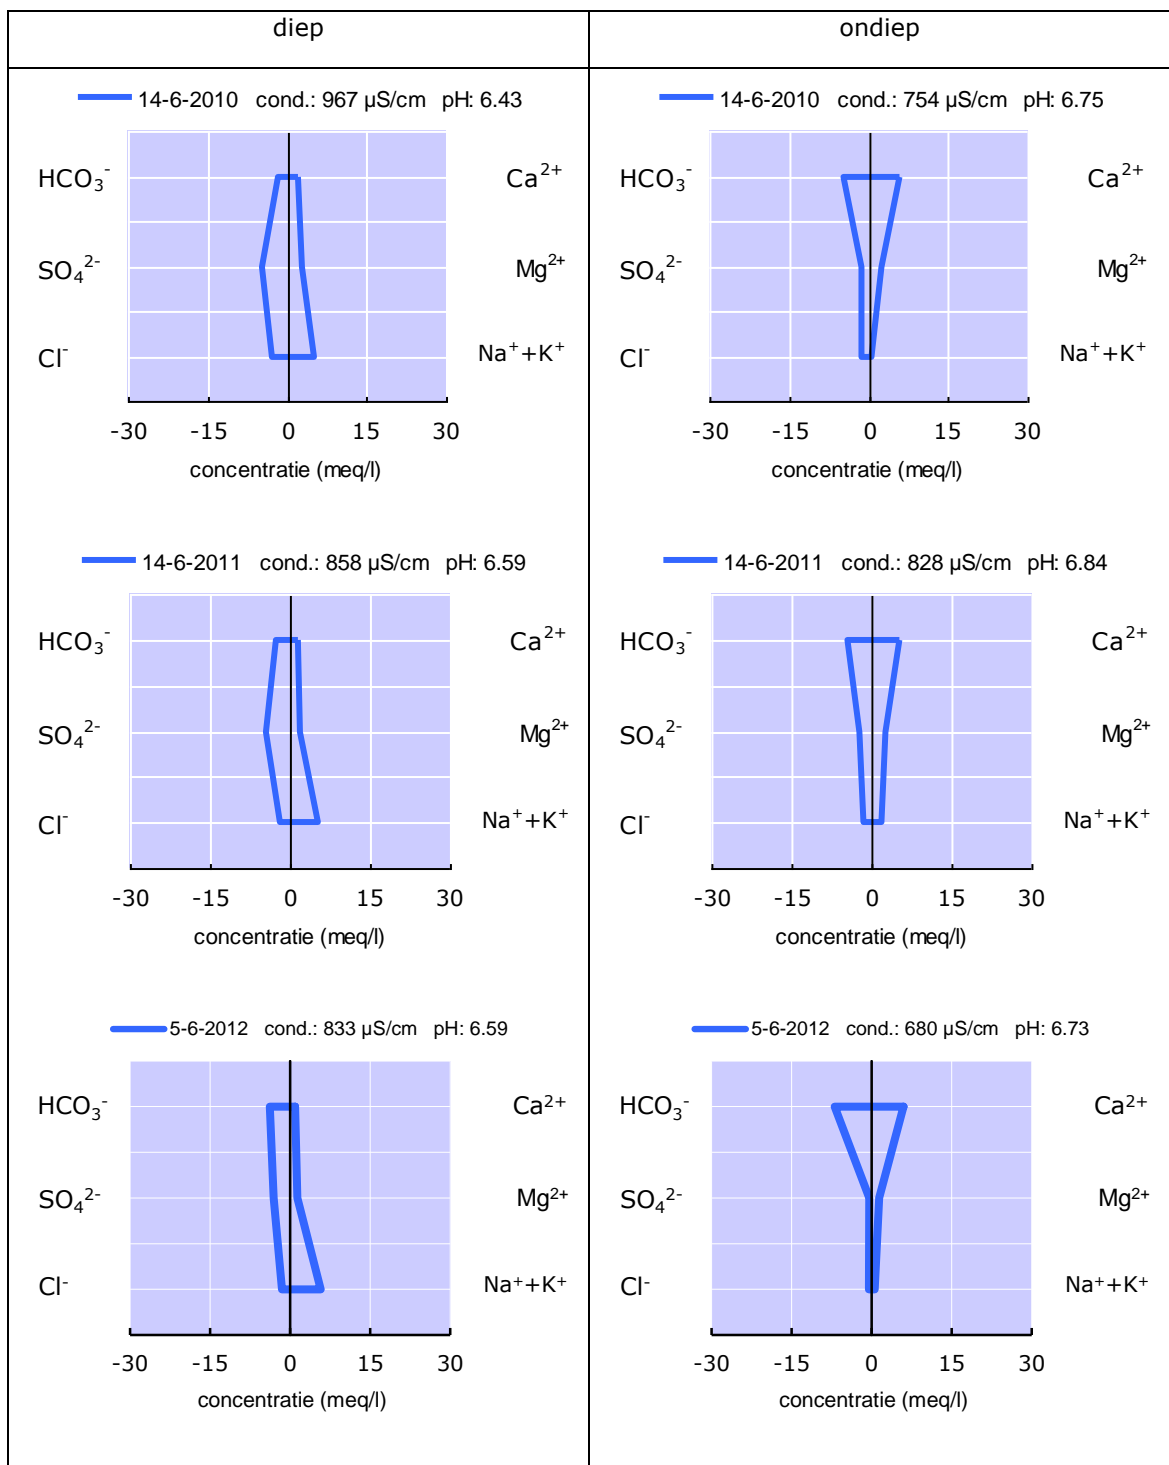 diep
ondiep
14-6-2010 cond.: 967 µS/cm pH: 6.43
HCO₃⁻ Ca²⁺
SO₄²⁻ Mg²⁺
Cl⁻ Na⁺+K⁺
-30 -15 0 15 30
concentratie (meq/l)
14-6-2010 cond.: 754 µS/cm pH: 6.75
HCO₃⁻ Ca²⁺
SO₄²⁻ Mg²⁺
Cl⁻ Na⁺+K⁺
-30 -15 0 15 30
concentratie (meq/l)
14-6-2011 cond.: 858 µS/cm pH: 6.59
HCO₃⁻ Ca²⁺
SO₄²⁻ Mg²⁺
Cl⁻ Na⁺+K⁺
-30 -15 0 15 30
concentratie (meq/l)
14-6-2011 cond.: 828 µS/cm pH: 6.84
HCO₃⁻ Ca²⁺
SO₄²⁻ Mg²⁺
Cl⁻ Na⁺+K⁺
-30 -15 0 15 30
concentratie (meq/l)
5-6-2012 cond.: 833 µS/cm pH: 6.59
HCO₃⁻ Ca²⁺
SO₄²⁻ Mg²⁺
Cl⁻ Na⁺+K⁺
-30 -15 0 15 30
concentratie (meq/l)
5-6-2012 cond.: 680 µS/cm pH: 6.73
HCO₃⁻ Ca²⁺
SO₄²⁻ Mg²⁺
Cl⁻ Na⁺+K⁺
-30 -15 0 15 30
concentratie (meq/l)